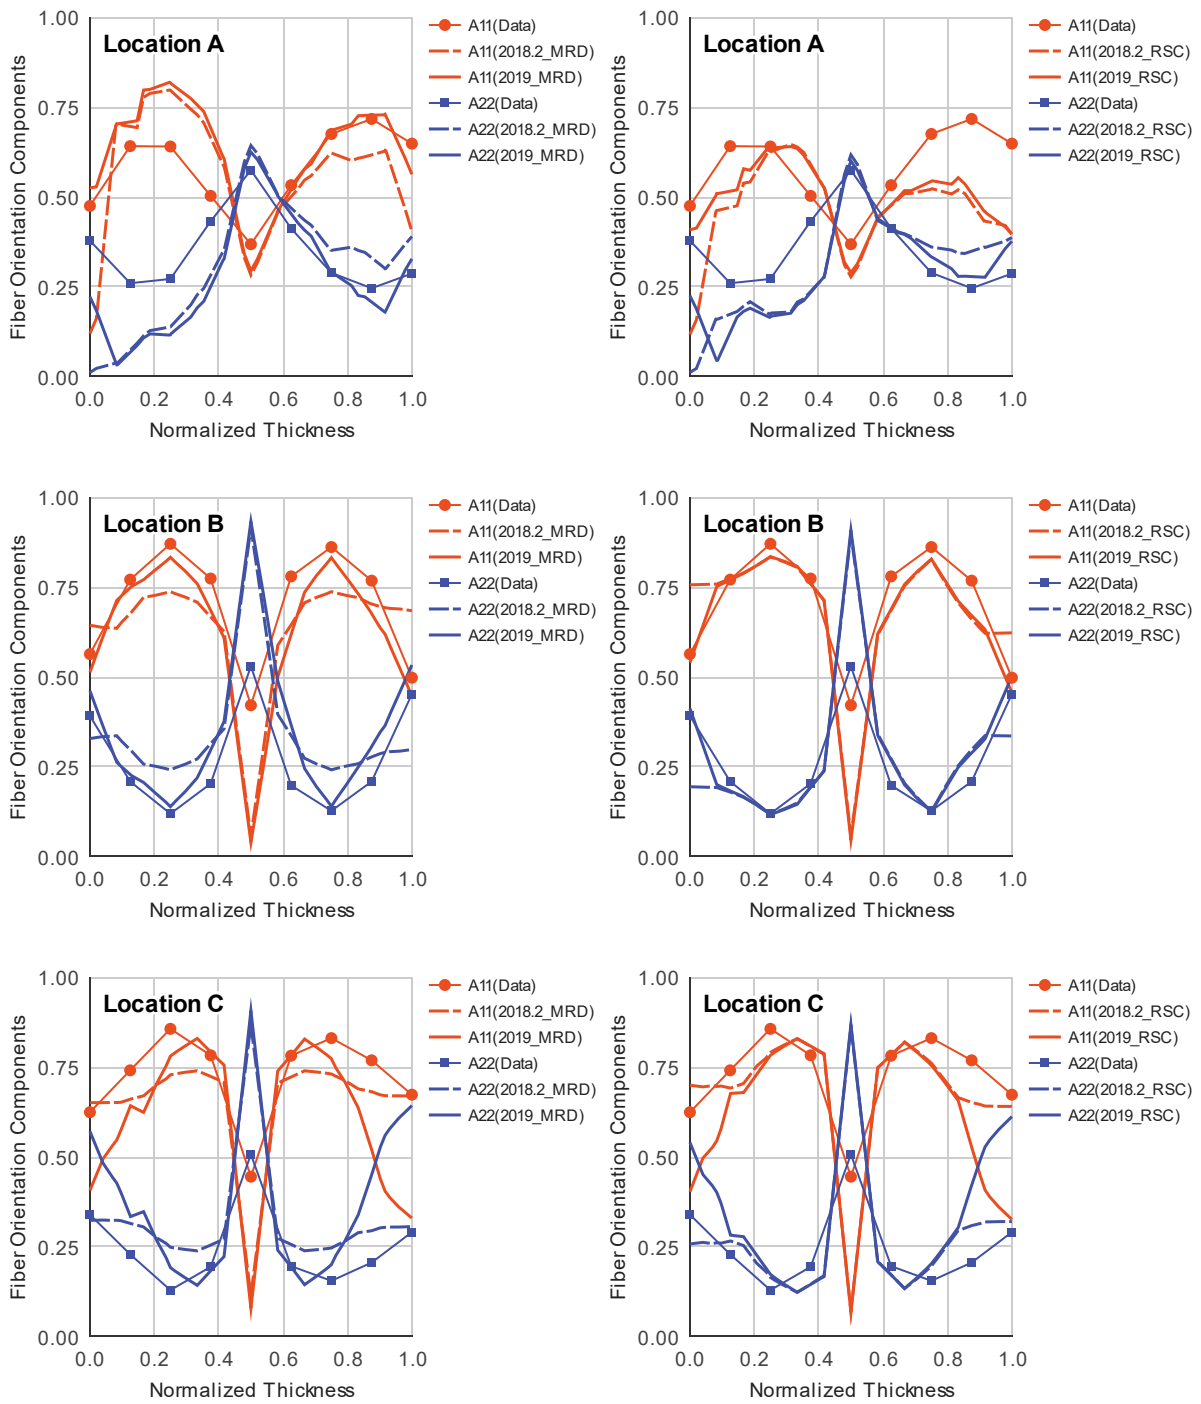 Location A
Fiber Orientation Components
1.00
0.75
0.50
0.25
0.00
0.0 0.2 0.4 0.6 0.8 1.0
Normalized Thickness
A11(Data)
A11(2018.2_MRD)
A11(2019_MRD)
A22(Data)
A22(2018.2_MRD)
A22(2019_MRD)
Location A
Fiber Orientation Components
1.00
0.75
0.50
0.25
0.00
0.0 0.2 0.4 0.6 0.8 1.0
Normalized Thickness
A11(Data)
A11(2018.2_RSC)
A11(2019_RSC)
A22(Data)
A22(2018.2_RSC)
A22(2019_RSC)
Location B
Fiber Orientation Components
1.00
0.75
0.50
0.25
0.00
0.0 0.2 0.4 0.6 0.8 1.0
Normalized Thickness
A11(Data)
A11(2018.2_MRD)
A11(2019_MRD)
A22(Data)
A22(2018.2_MRD)
A22(2019_MRD)
Location B
Fiber Orientation Components
1.00
0.75
0.50
0.25
0.00
0.0 0.2 0.4 0.6 0.8 1.0
Normalized Thickness
A11(Data)
A11(2018.2_RSC)
A11(2019_RSC)
A22(Data)
A22(2018.2_RSC)
A22(2019_RSC)
Location C
Fiber Orientation Components
1.00
0.75
0.50
0.25
0.00
0.0 0.2 0.4 0.6 0.8 1.0
Normalized Thickness
A11(Data)
A11(2018.2_MRD)
A11(2019_MRD)
A22(Data)
A22(2018.2_MRD)
A22(2019_MRD)
Location C
Fiber Orientation Components
1.00
0.75
0.50
0.25
0.00
0.0 0.2 0.4 0.6 0.8 1.0
Normalized Thickness
A11(Data)
A11(2018.2_RSC)
A11(2019_RSC)
A22(Data)
A22(2018.2_RSC)
A22(2019_RSC)